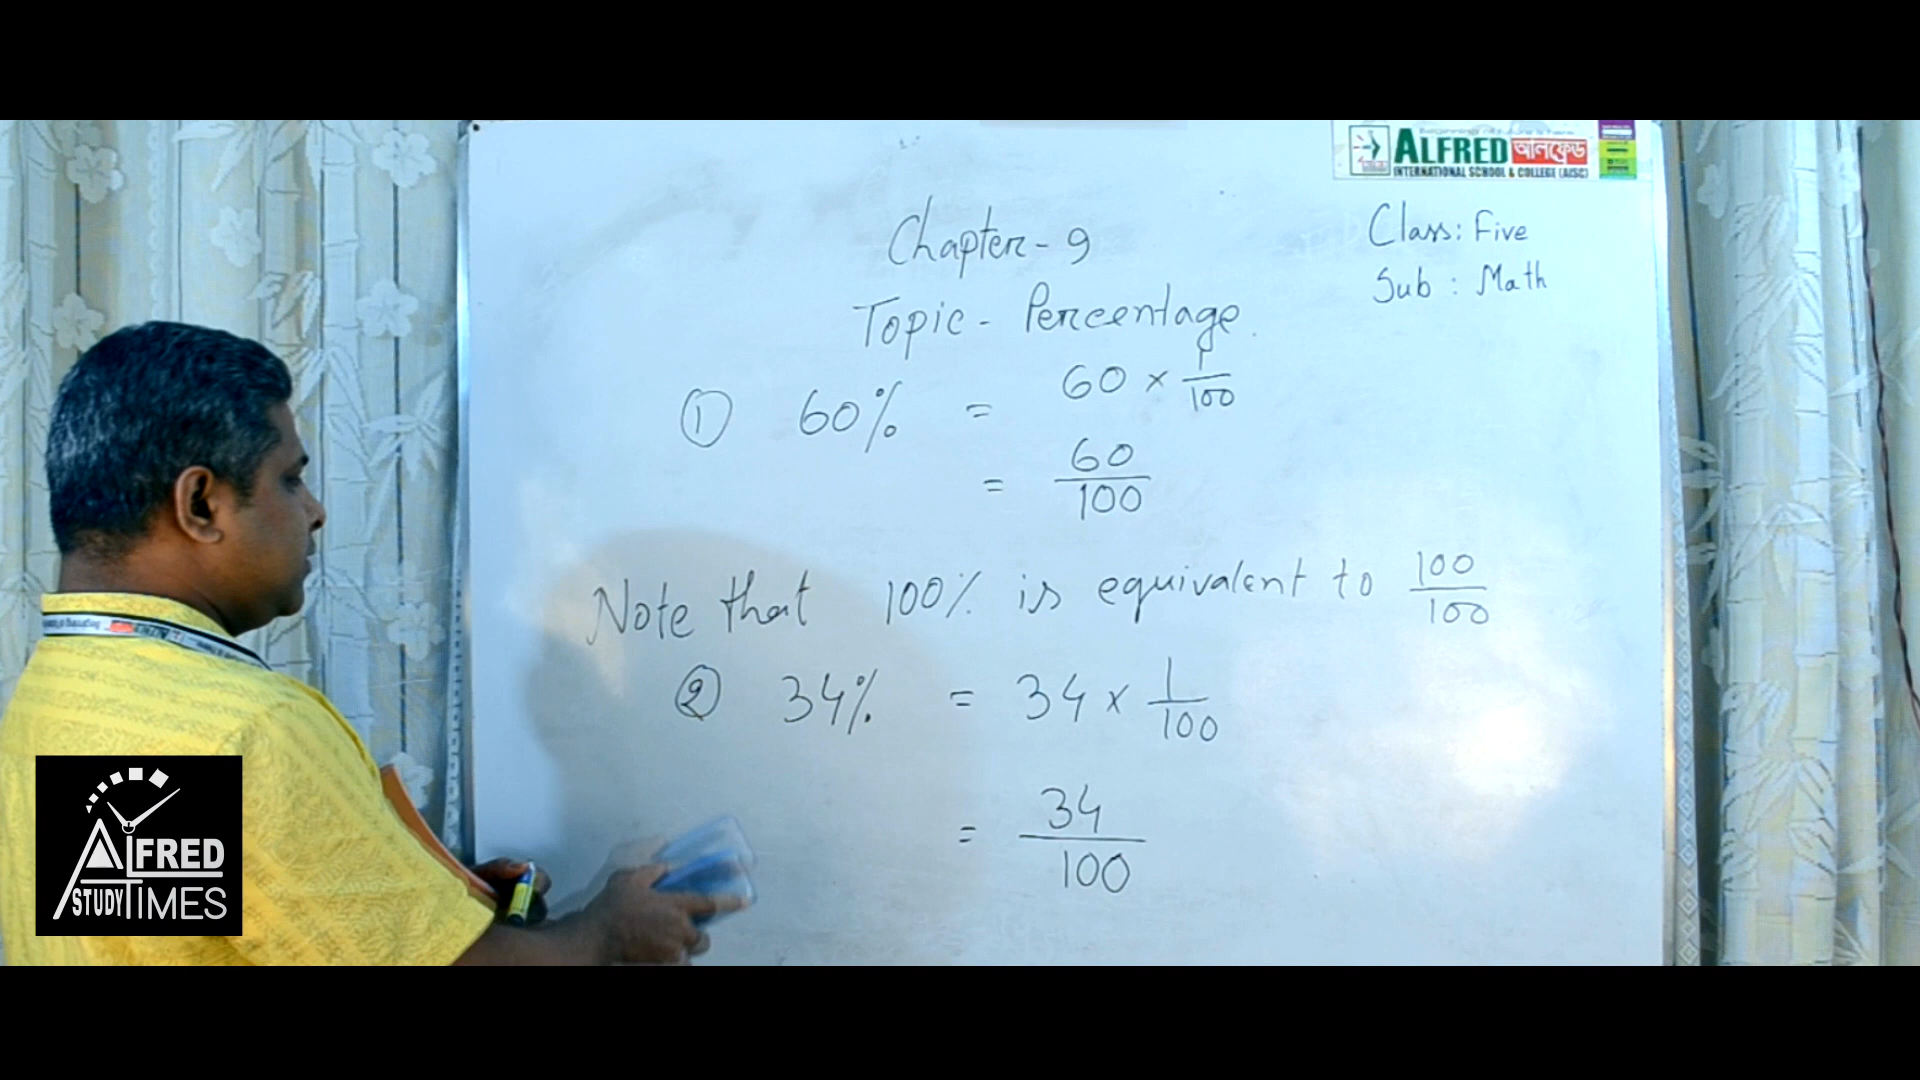 ALFRED অলফ্রেড
INTERNATIONAL SCHOOL & COLLEGE (AISC)
Class: Five
Sub : Math
Chapter - 9
Topic - Percentage
① 60% = 60 × 1/100
= 60/100
Note that 100% is equivalent to 100/100
② 34% = 34 × 1/100
= 34/100
ALFRED
STUDY TIMES